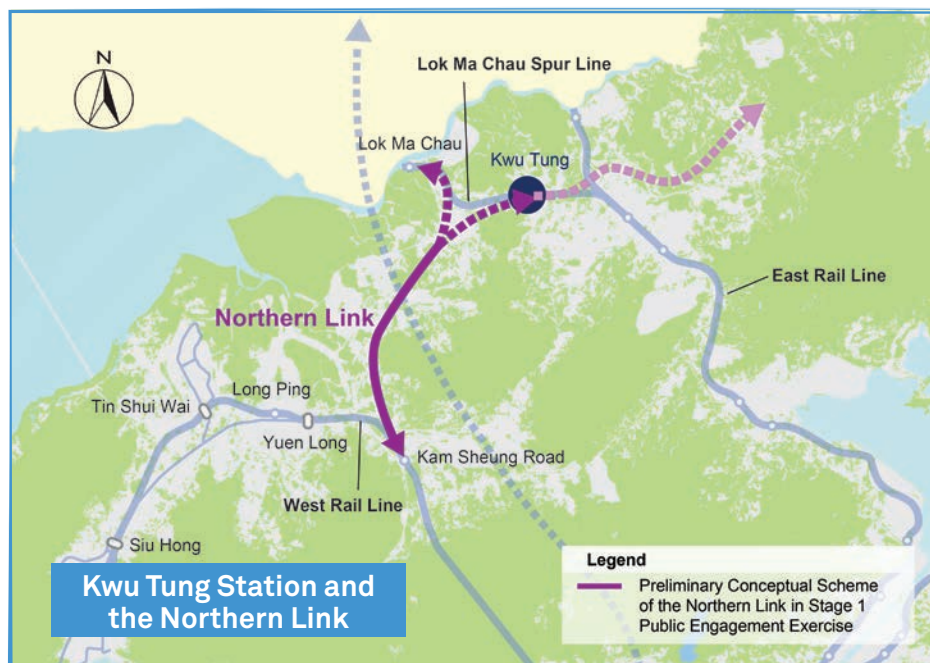 N
Lok Ma Chau Spur Line
Lok Ma Chau
Kwu Tung
East Rail Line
Northern Link
Long Ping
Tin Shui Wai
Yuen Long
Kam Sheung Road
West Rail Line
Siu Hong
Kwu Tung Station and
the Northern Link
Legend
Preliminary Conceptual Scheme
of the Northern Link in Stage 1
Public Engagement Exercise